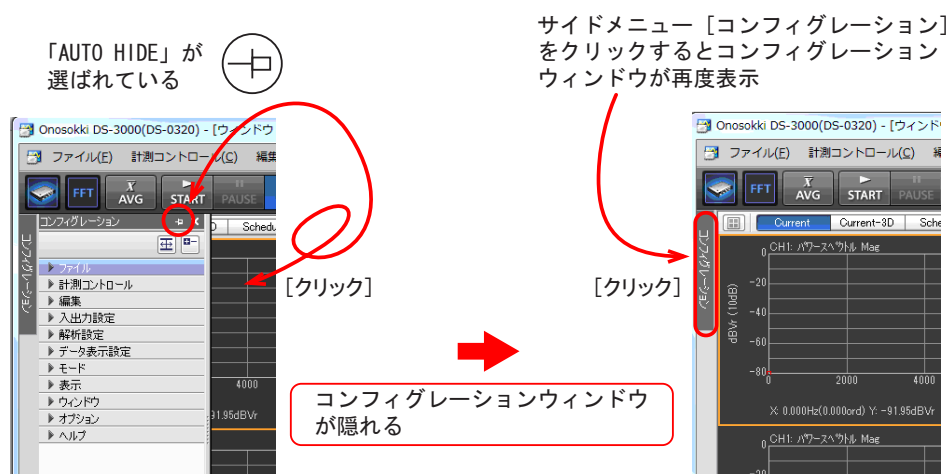 「AUTO HIDE」が
選ばれている
サイドメニュー［コンフィグレーション］
をクリックするとコンフィグレーション
ウィンドウが再度表示
Onosokki DS-3000(DS-0320) - [ウィンドウ
ファイル(F) 計測コントロール(C) 編集
FFT
X
AVG
START
PAUSE
コンフィグレーション
コンフィグレーション
D Schedu
ファイル
計測コントロール
編集
入出力設定
解析設定
データ表示設定
モード
表示
ウィンドウ
オプション
ヘルプ
4000
91.95dBVr
［クリック］
コンフィグレーションウィンドウ
が隠れる
［クリック］
Onosokki DS-3000(DS-0320) - [ウィンドウ
ファイル(F) 計測コントロール(C)
FFT
X
AVG
START
PAUSE
コンフィグレーション
Current Current-3D Sche
CH1: パワースペクトル Mag
0
-20
-40
-60
-80
dBVr (10dB)
0 2000 4000
X: 0.000Hz(0.000ord) Y: -91.95dBVr
CH1: パワースペクトル Mag
0
-20